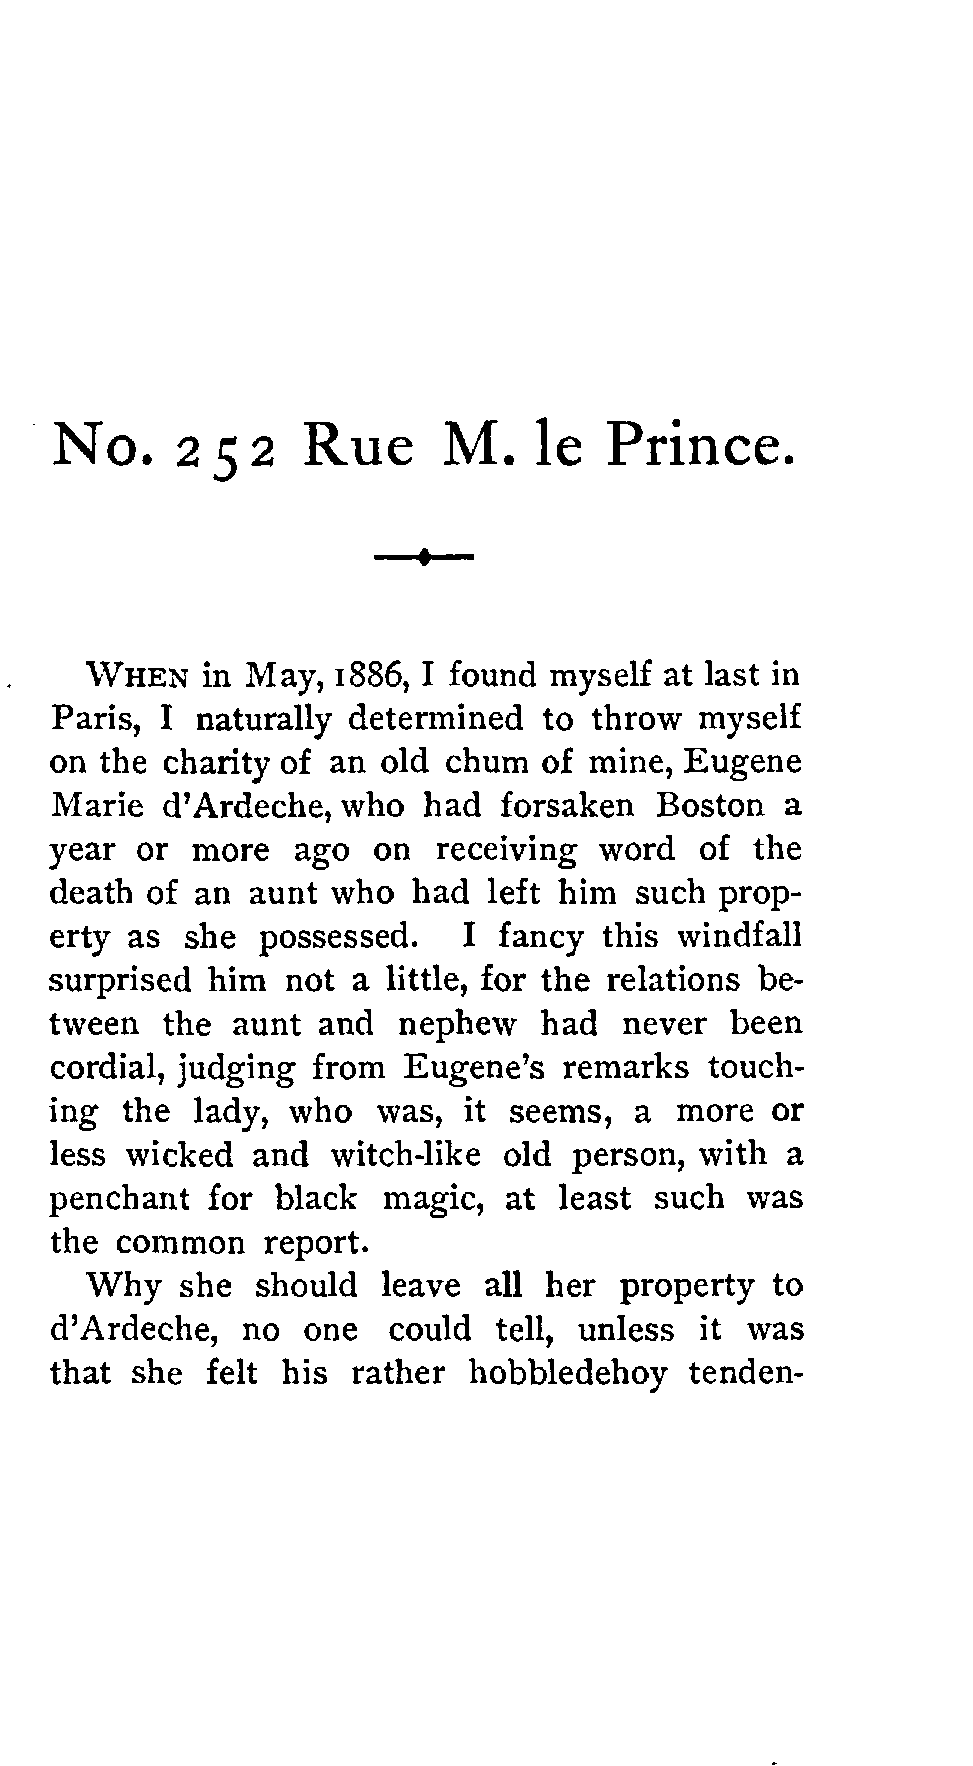 No. 252 Rue M. le Prince.
WHEN in May, 1886, I found myself at last in
Paris, I naturally determined to throw myself
on the charity of an old chum of mine, Eugene
Marie d'Ardeche, who had forsaken Boston a
year or more ago on receiving word of the
death of an aunt who had left him such prop-
erty as she possessed. I fancy this windfall
surprised him not a little, for the relations be-
tween the aunt and nephew had never been
cordial, judging from Eugene's remarks touch-
ing the lady, who was, it seems, a more or
less wicked and witch-like old person, with a
penchant for black magic, at least such was
the common report.
Why she should leave all her property to
d'Ardeche, no one could tell, unless it was
that she felt his rather hobbledehoy tenden-